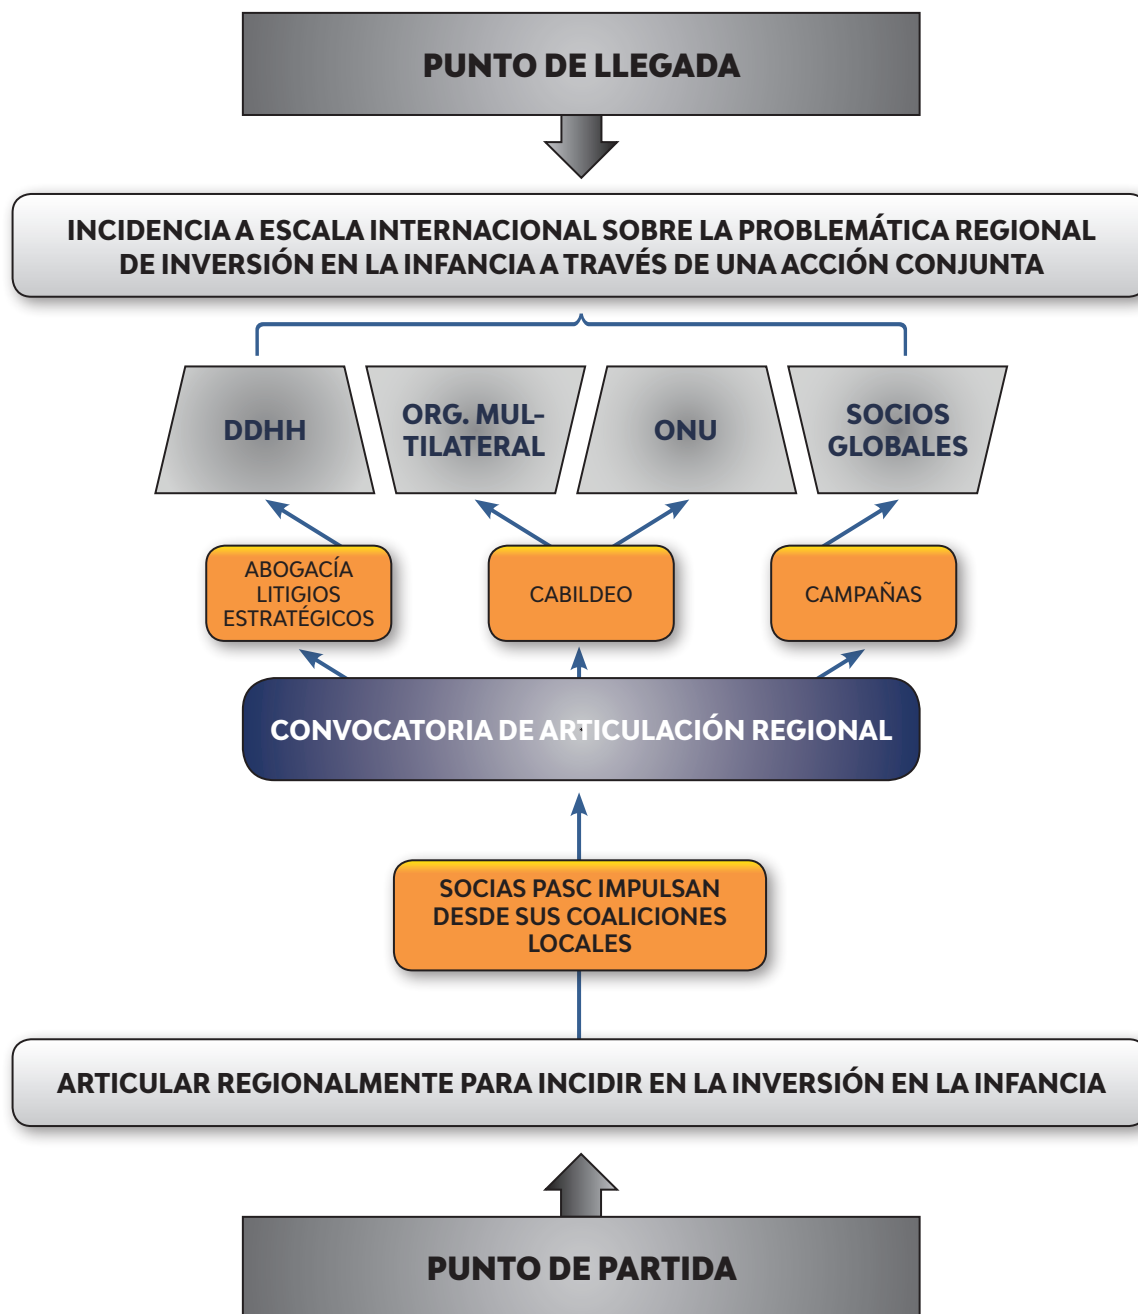 PUNTO DE LLEGADA
INCIDENCIA A ESCALA INTERNACIONAL SOBRE LA PROBLEMÁTICA REGIONAL
DE INVERSIÓN EN LA INFANCIA A TRAVÉS DE UNA ACCIÓN CONJUNTA
DDHH
ORG. MUL-
TILATERAL
ONU
SOCIOS
GLOBALES
ABOGACÍA
LITIGIOS
ESTRATÉGICOS
CABILDEO
CAMPAÑAS
CONVOCATORIA DE ARTICULACIÓN REGIONAL
SOCIAS PASC IMPULSAN
DESDE SUS COALICIONES
LOCALES
ARTICULAR REGIONALMENTE PARA INCIDIR EN LA INVERSIÓN EN LA INFANCIA
PUNTO DE PARTIDA